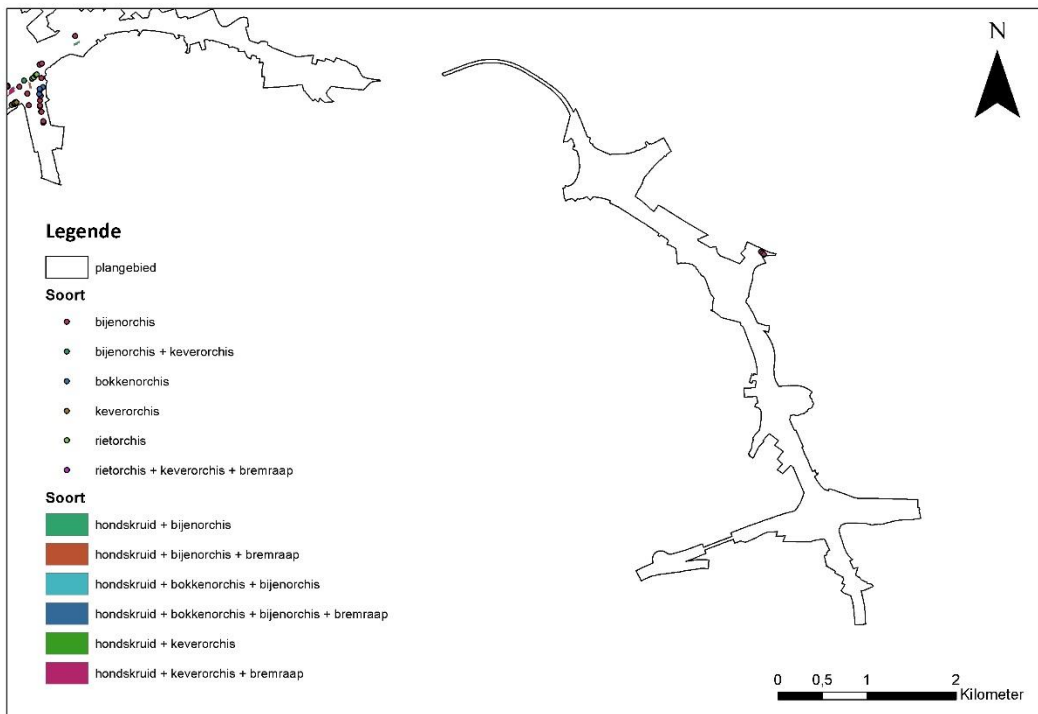 N
Legende
plangebied
Soort
bijenorchis
bijenorchis + keverorchis
bokkenorchis
keverorchis
rietorchis
rietorchis + keverorchis + bremraap
Soort
hondskruid + bijenorchis
hondskruid + bijenorchis + bremraap
hondskruid + bokkenorchis + bijenorchis
hondskruid + bokkenorchis + bijenorchis + bremraap
hondskruid + keverorchis
hondskruid + keverorchis + bremraap
0 0,5 1 2
Kilometer